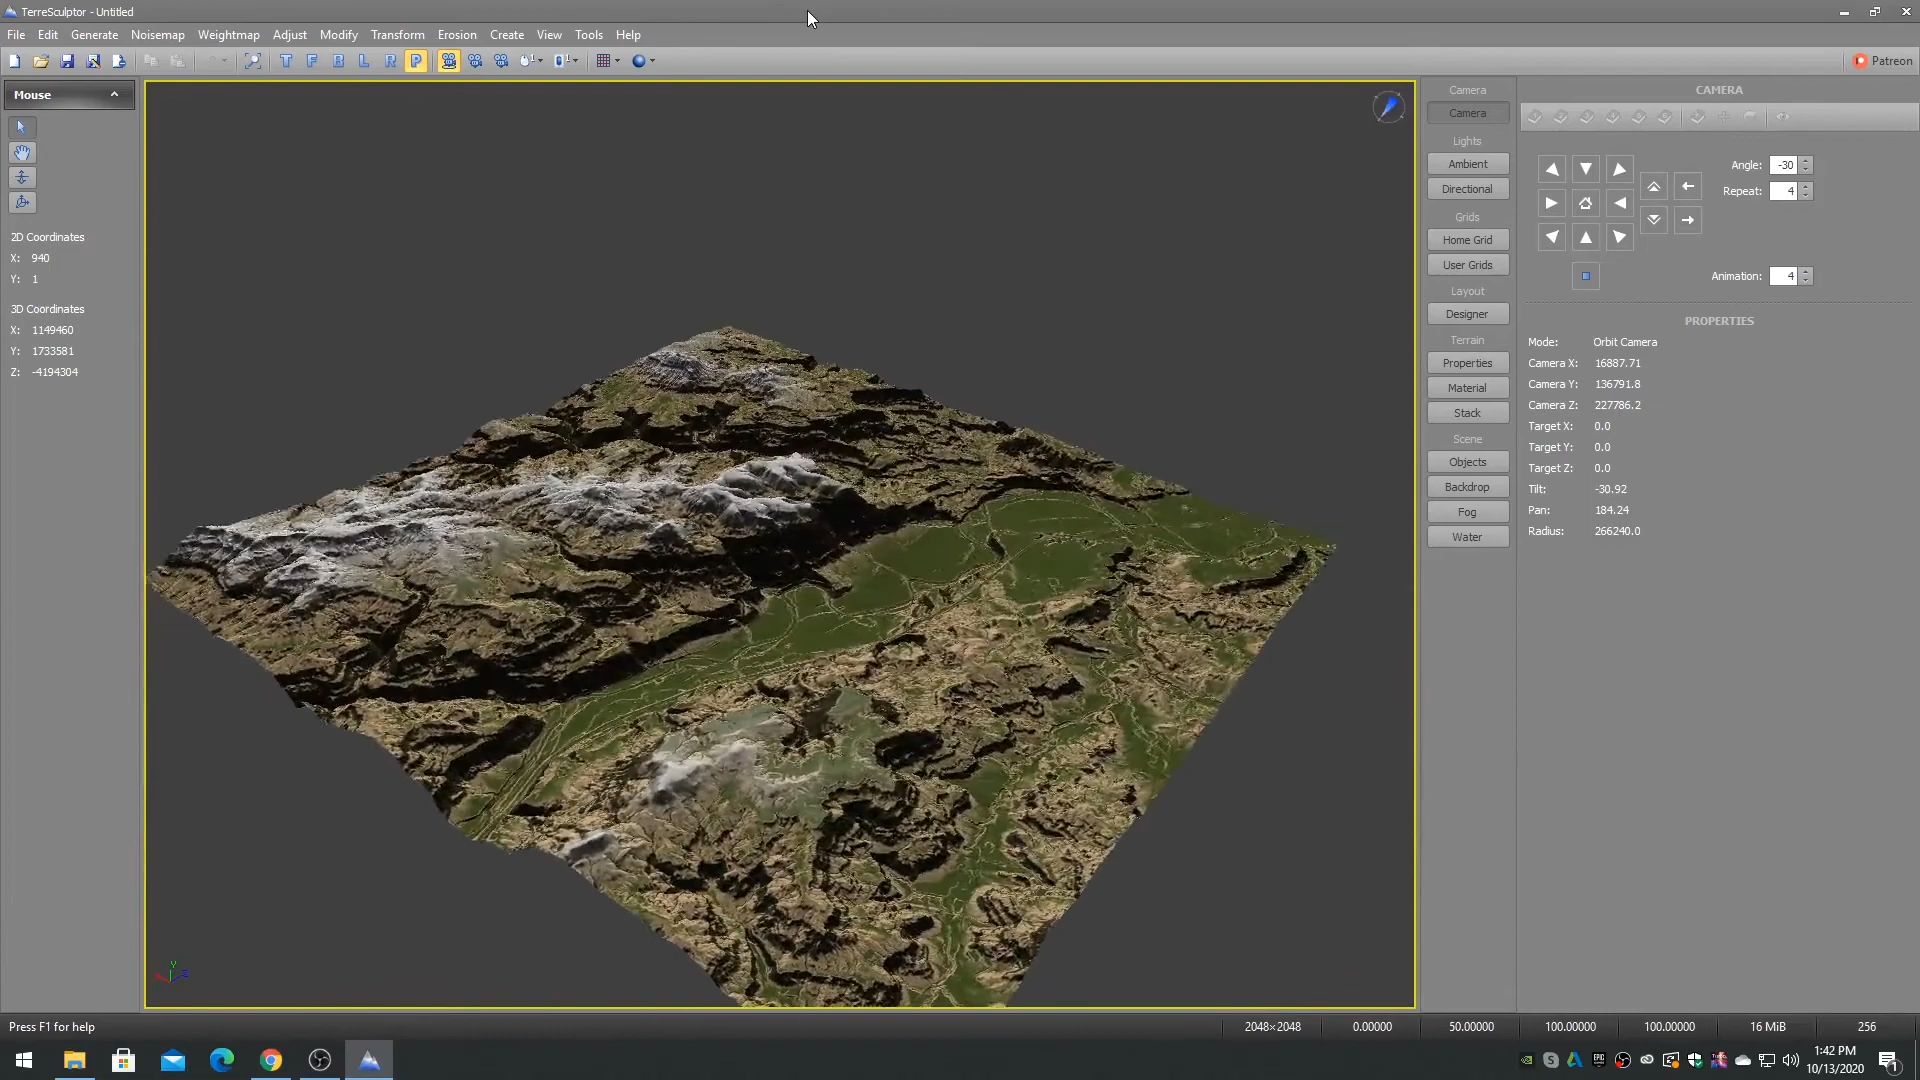 TerreSculptor - Untitled
File Edit Generate Noisemap Weightmap Adjust Modify Transform Erosion Create View Tools Help
T F B L R P
Patreon
Mouse
2D Coordinates
X: 940
Y: 1
3D Coordinates
X: 1149460
Y: 1733581
Z: -4194304
Camera
Camera
Lights
Ambient
Directional
Grids
Home Grid
User Grids
Layout
Designer
Terrain
Properties
Material
Stack
Scene
Objects
Backdrop
Fog
Water
CAMERA
Angle: -30
Repeat: 4
Animation: 4
PROPERTIES
Mode: Orbit Camera
Camera X: 16887.71
Camera Y: 136791.8
Camera Z: 227786.2
Target X: 0.0
Target Y: 0.0
Target Z: 0.0
Tilt: -30.92
Pan: 184.24
Radius: 266240.0
Y
Press F1 for help
2048×2048 0.00000 50.00000 100.00000 100.00000 16 MiB 256
1:42 PM
10/13/2020
1